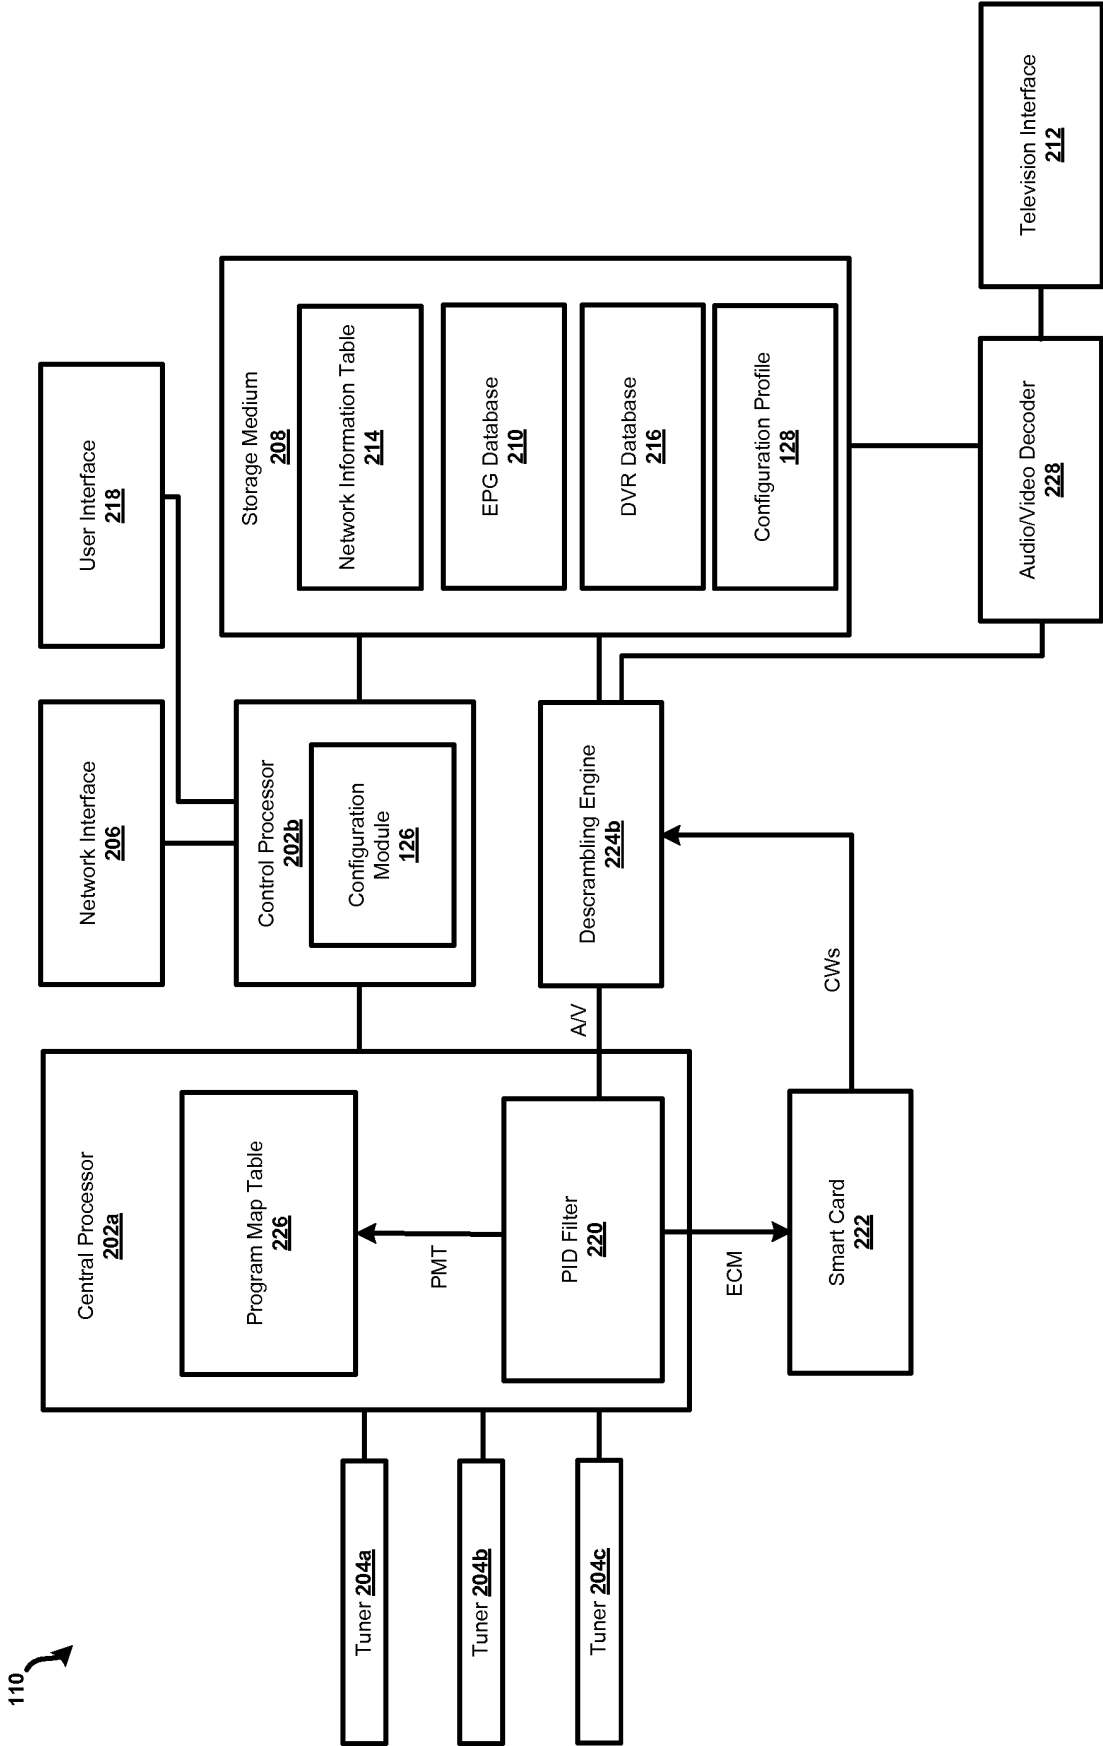 110
Tuner 204a
Tuner 204b
Tuner 204c
Central Processor
202a
Program Map Table
226
PMT
PID Filter
220
ECM
A/V
Smart Card
222
CWs
Network Interface
206
User Interface
218
Control Processor
202b
Configuration
Module
126
Descrambling Engine
224b
Storage Medium
208
Network Information Table
214
EPG Database
210
DVR Database
216
Configuration Profile
128
Audio/Video Decoder
228
Television Interface
212